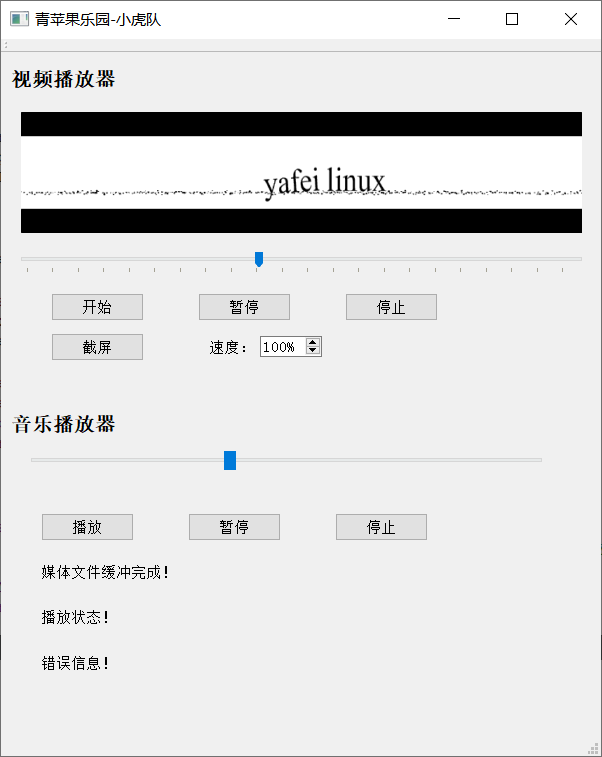 青苹果乐园-小虎队
视频播放器
yafei linux
开始 暂停 停止
截屏 速度： 100%
音乐播放器
播放 暂停 停止
媒体文件缓冲完成！
播放状态！
错误信息！